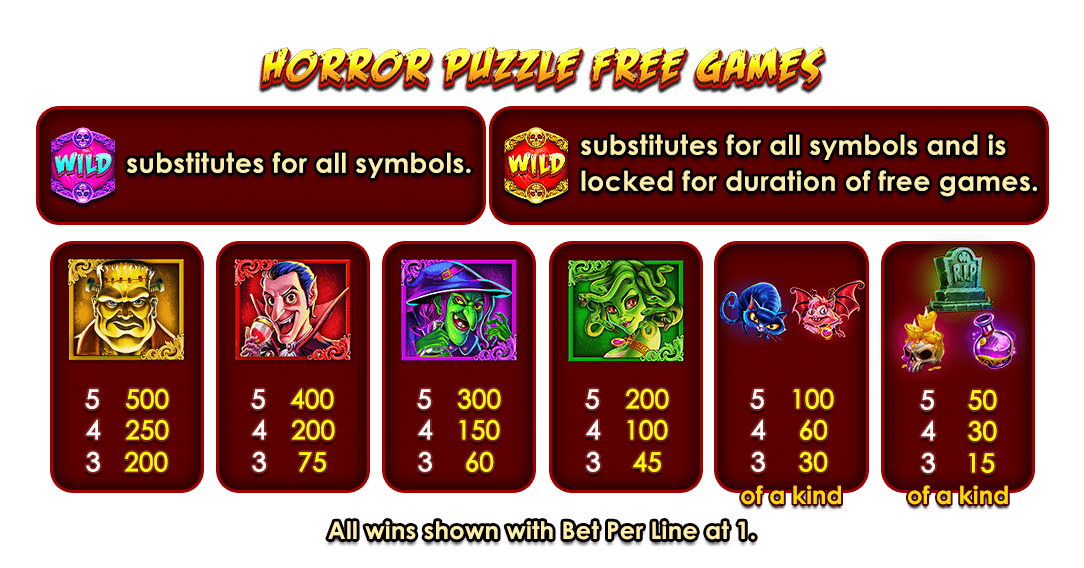 HORROR PUZZLE FREE GAMES
WILD substitutes for all symbols.
WILD substitutes for all symbols and is
locked for duration of free games.
R.I.P
5 500
4 250
3 200
5 400
4 200
3 75
5 300
4 150
3 60
5 200
4 100
3 45
5 100
4 60
3 30
of a kind
5 50
4 30
3 15
of a kind
All wins shown with Bet Per Line at 1.